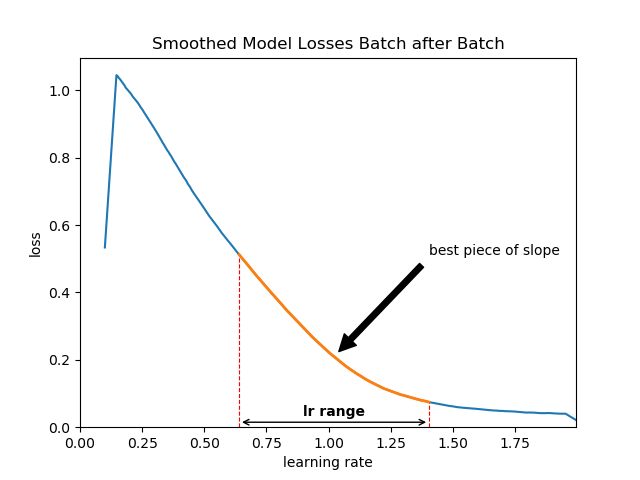 Smoothed Model Losses Batch after Batch
1.0
0.8
0.6
0.4
0.2
0.0
loss
best piece of slope
lr range
0.00 0.25 0.50 0.75 1.00 1.25 1.50 1.75
learning rate